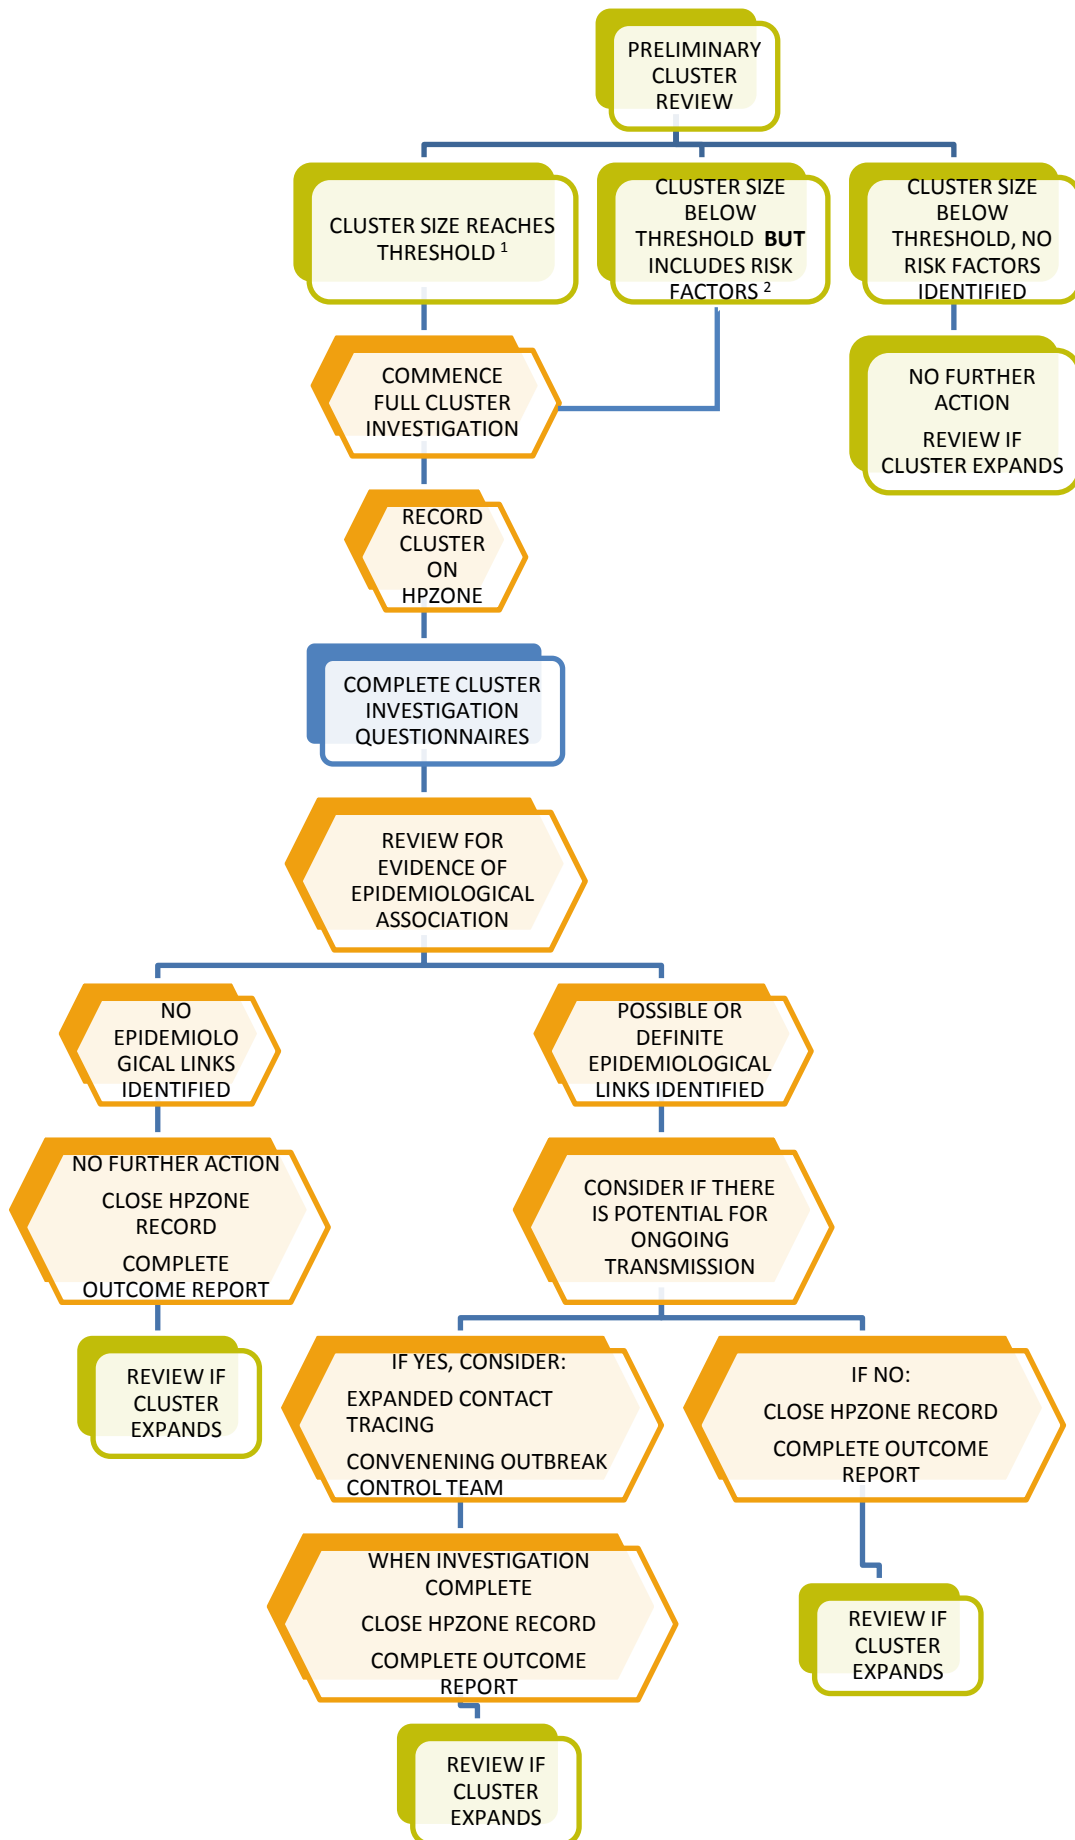 PRELIMINARY
CLUSTER
REVIEW
CLUSTER SIZE REACHES
THRESHOLD 1
CLUSTER SIZE
BELOW
THRESHOLD BUT
INCLUDES RISK
FACTORS 2
CLUSTER SIZE
BELOW
THRESHOLD, NO
RISK FACTORS
IDENTIFIED
COMMENCE
FULL CLUSTER
INVESTIGATION
NO FURTHER
ACTION
REVIEW IF
CLUSTER EXPANDS
RECORD
CLUSTER
ON
HPZONE
COMPLETE CLUSTER
INVESTIGATION
QUESTIONNAIRES
REVIEW FOR
EVIDENCE OF
EPIDEMIOLOGICAL
ASSOCIATION
NO
EPIDEMIOLO
GICAL LINKS
IDENTIFIED
POSSIBLE OR
DEFINITE
EPIDEMIOLOGICAL
LINKS IDENTIFIED
NO FURTHER ACTION
CLOSE HPZONE
RECORD
COMPLETE
OUTCOME REPORT
CONSIDER IF THERE
IS POTENTIAL FOR
ONGOING
TRANSMISSION
REVIEW IF
CLUSTER
EXPANDS
IF YES, CONSIDER:
EXPANDED CONTACT
TRACING
CONVENENING OUTBREAK
CONTROL TEAM
IF NO:
CLOSE HPZONE RECORD
COMPLETE OUTCOME
REPORT
WHEN INVESTIGATION
COMPLETE
CLOSE HPZONE RECORD
COMPLETE OUTCOME
REPORT
REVIEW IF
CLUSTER
EXPANDS
REVIEW IF
CLUSTER
EXPANDS